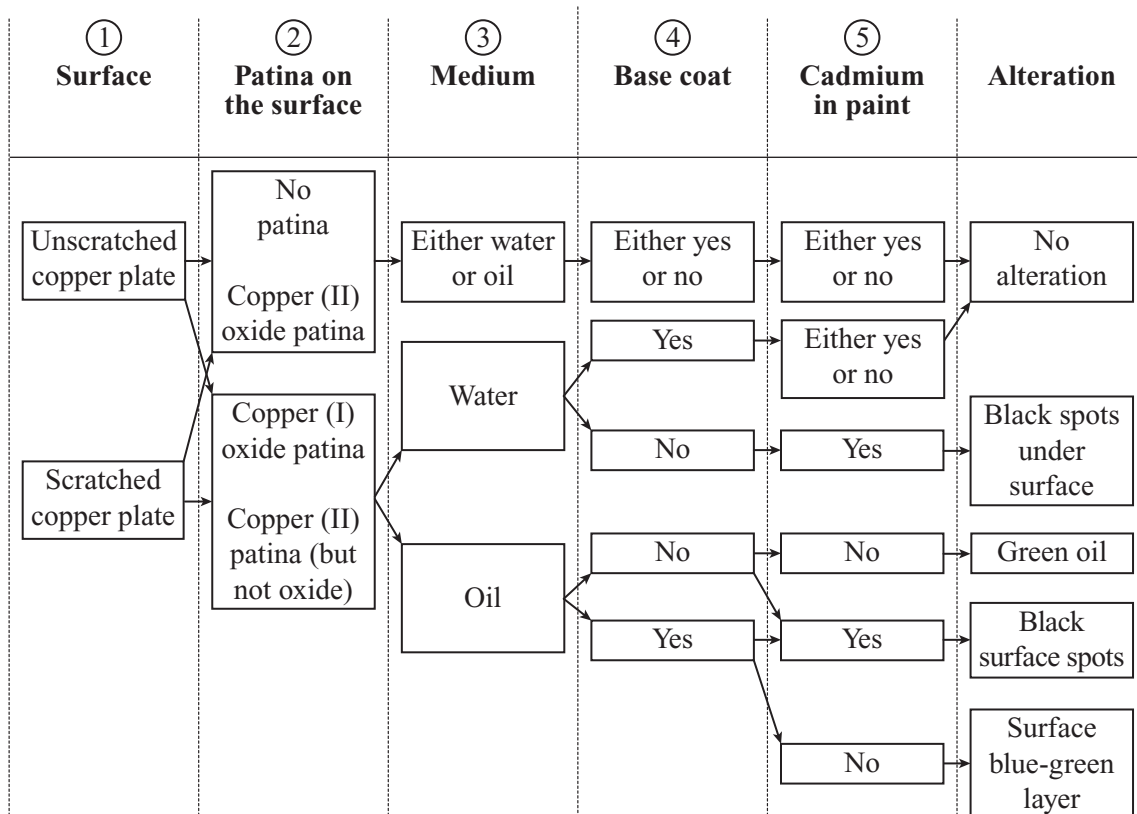 1
Surface
2
Patina on
the surface
3
Medium
4
Base coat
5
Cadmium
in paint
Alteration
Unscratched
copper plate
Scratched
copper plate
No
patina
Copper (II)
oxide patina
Copper (I)
oxide patina
Copper (II)
patina (but
not oxide)
Either water
or oil
Water
Oil
Either yes
or no
Yes
No
No
Yes
Either yes
or no
Either yes
or no
Yes
No
Yes
No
No
alteration
Black spots
under
surface
Green oil
Black
surface spots
Surface
blue-green
layer